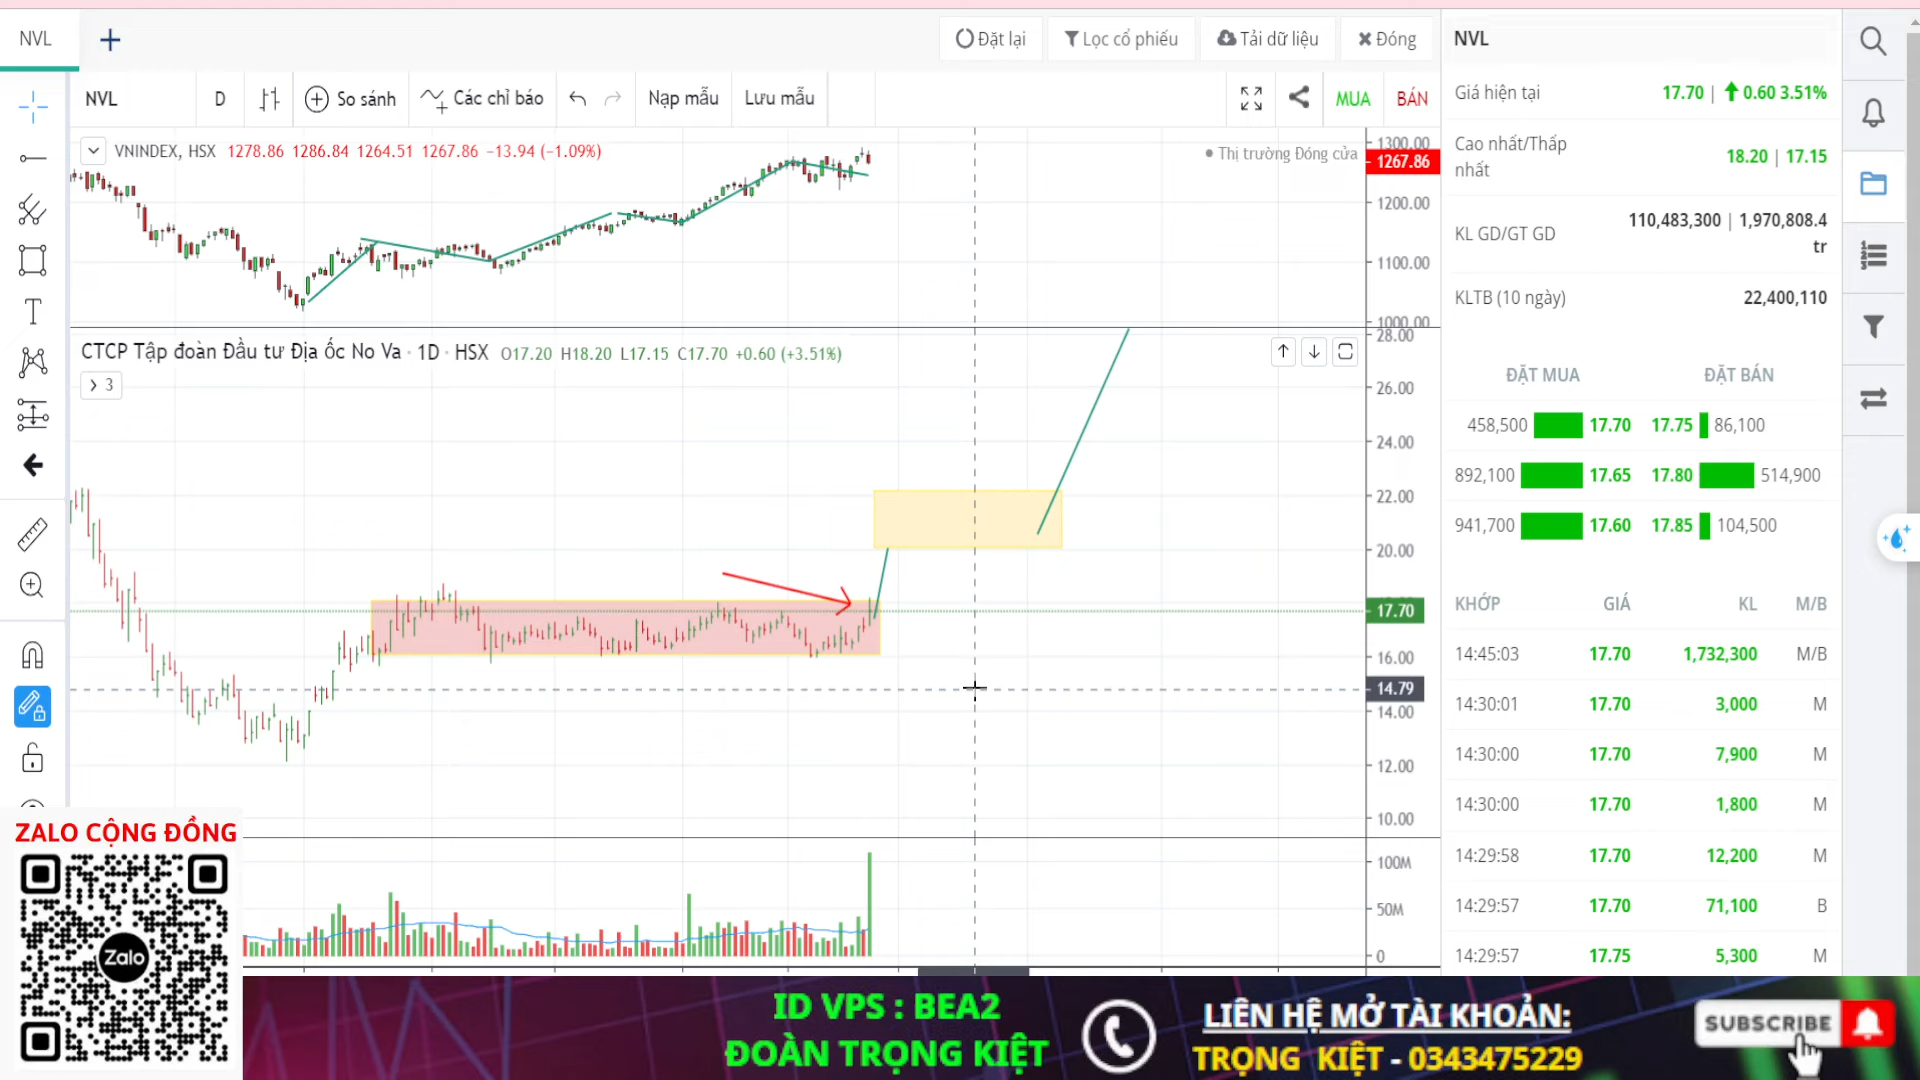 NVL
Đặt lại
Lọc cổ phiếu
Tải dữ liệu
Đóng
NVL
NVL
D
So sánh
Các chỉ báo
Nạp mẫu
Lưu mẫu
MUA
BÁN
VNINDEX, HSX 1278.86 1286.84 1264.51 1267.86 −13.94 (−1.09%)
Thị trường Đóng cửa
1300.00
1267.86
1200.00
1100.00
1000.00
CTCP Tập đoàn Đầu tư Địa ốc No Va · 1D · HSX O17.20 H18.20 L17.15 C17.70 +0.60 (+3.51%)
3
28.00
26.00
24.00
22.00
20.00
17.70
16.00
14.79
14.00
12.00
10.00
100M
50M
0
Giá hiện tại 17.70 | 0.60 3.51%
Cao nhất/Thấp nhất 18.20 | 17.15
KL GD/GT GD 110,483,300 | 1,970,808.4 tr
KLTB (10 ngày) 22,400,110
ĐẶT MUA ĐẶT BÁN
458,500 17.70 17.75 86,100
892,100 17.65 17.80 514,900
941,700 17.60 17.85 104,500
KHỚP GIÁ KL M/B
14:45:03 17.70 1,732,300 M/B
14:30:01 17.70 3,000 M
14:30:00 17.70 7,900 M
14:30:00 17.70 1,800 M
14:29:58 17.70 12,200 M
14:29:57 17.70 71,100 B
14:29:57 17.75 5,300 M
ZALO CỘNG ĐỒNG
Zalo
ID VPS : BEA2
ĐOÀN TRỌNG KIỆT
LIÊN HỆ MỞ TÀI KHOẢN:
TRỌNG KIỆT - 0343475229
SUBSCRIBE